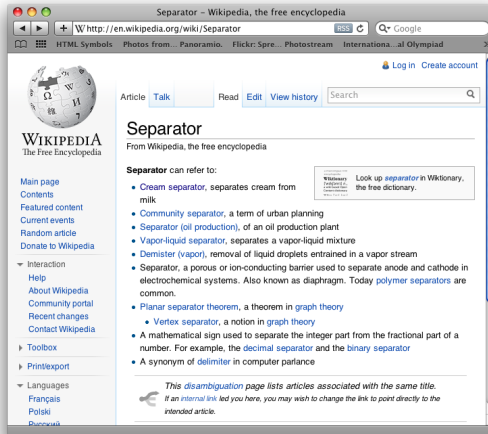 Separator – Wikipedia, the free encyclopedia
W http://en.wikipedia.org/wiki/Separator RSS Google
HTML Symbols Photos from... Panoramio. Flickr: Spre... Photostream Internationa...al Olympiad
Log in Create account
Article Talk Read Edit View history Search
WIKIPEDIA
The Free Encyclopedia
Main page
Contents
Featured content
Current events
Random article
Donate to Wikipedia
Interaction
Help
About Wikipedia
Community portal
Recent changes
Contact Wikipedia
Toolbox
Print/export
Languages
Français
Polski
Русский
Separator
From Wikipedia, the free encyclopedia
Separator can refer to:
Look up separator in Wiktionary,
the free dictionary.
• Cream separator, separates cream from
milk
• Community separator, a term of urban planning
• Separator (oil production), of an oil production plant
• Vapor-liquid separator, separates a vapor-liquid mixture
• Demister (vapor), removal of liquid droplets entrained in a vapor stream
• Separator, a porous or ion-conducting barrier used to separate anode and cathode in
electrochemical systems. Also known as diaphragm. Today polymer separators are
common.
• Planar separator theorem, a theorem in graph theory
• Vertex separator, a notion in graph theory
• A mathematical sign used to separate the integer part from the fractional part of a
number. For example, the decimal separator and the binary separator
• A synonym of delimiter in computer parlance
This disambiguation page lists articles associated with the same title.
If an internal link led you here, you may wish to change the link to point directly to the
intended article.